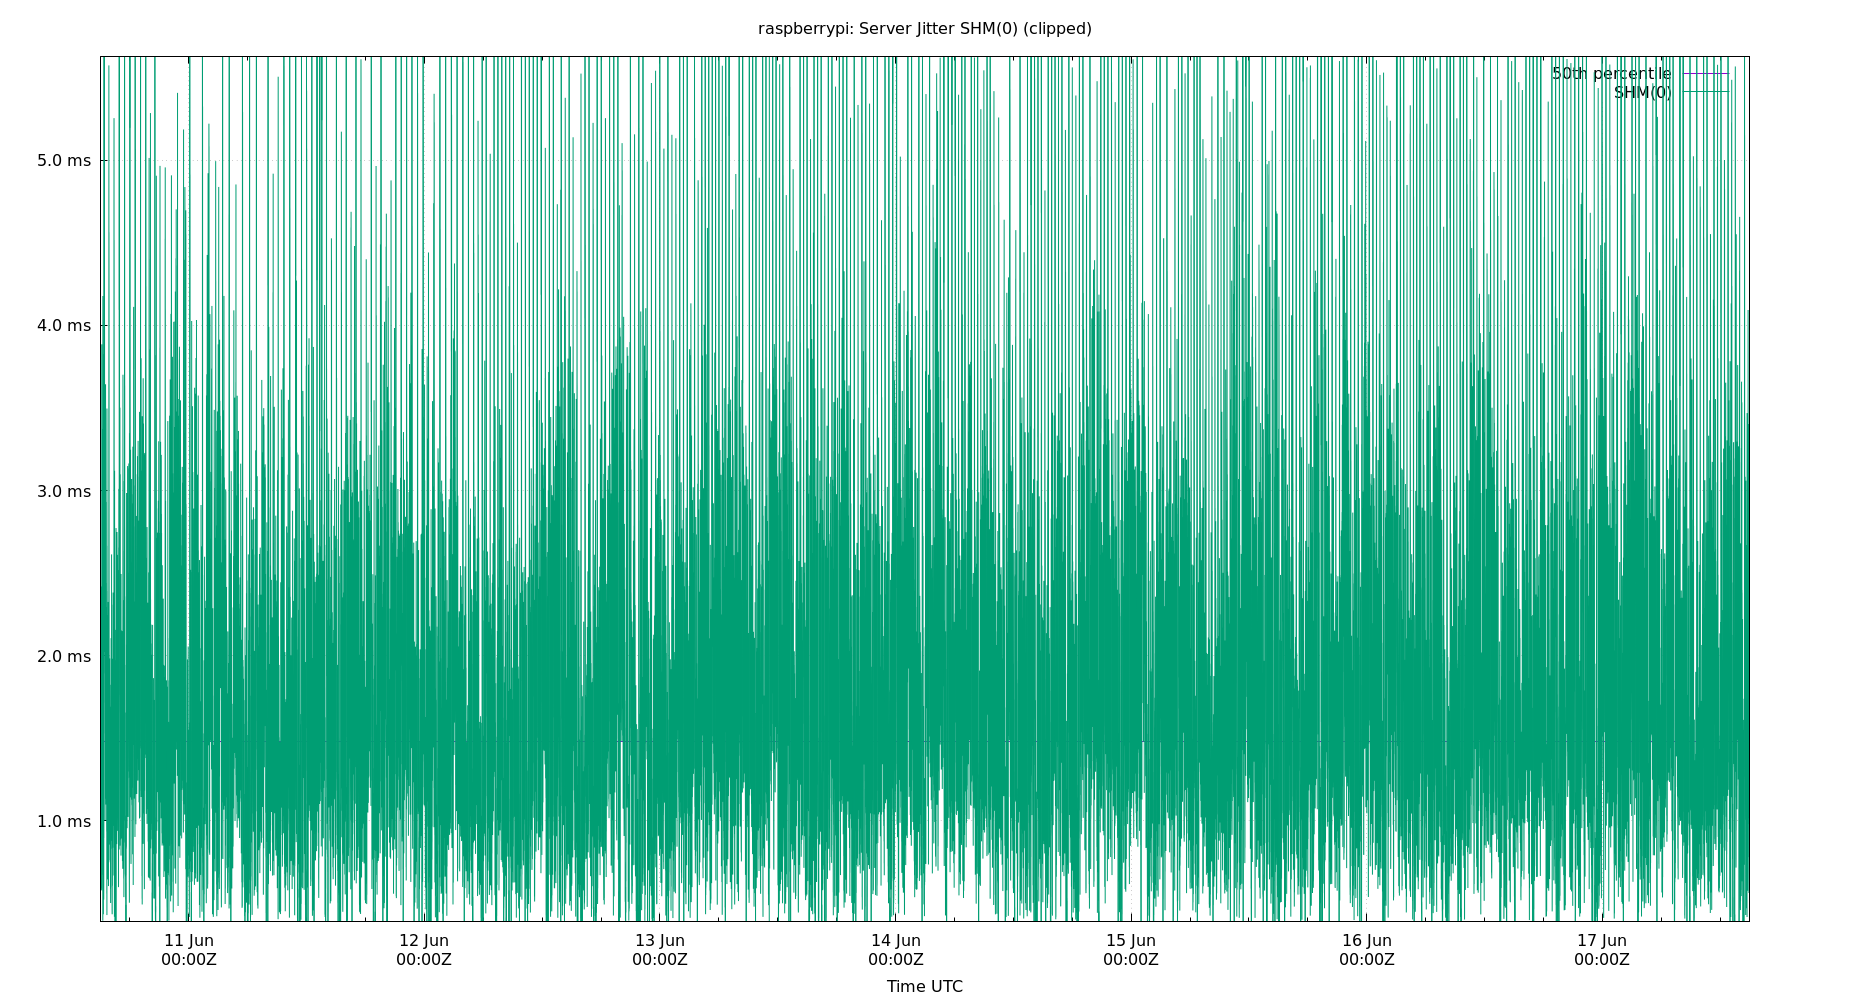 raspberrypi: Server Jitter SHM(0) (clipped)
50th percentile
SHM(0)
5.0 ms
4.0 ms
3.0 ms
2.0 ms
1.0 ms
11 Jun 12 Jun 13 Jun 14 Jun 15 Jun 16 Jun 17 Jun
00:00Z 00:00Z 00:00Z 00:00Z 00:00Z 00:00Z 00:00Z
Time UTC